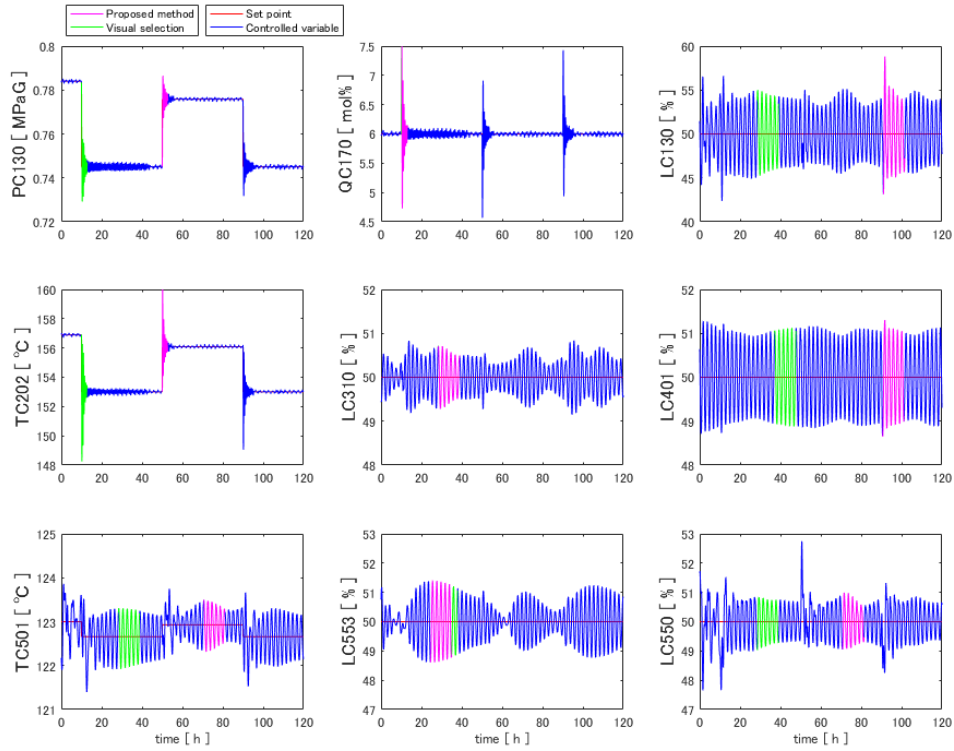 Proposed method
Visual selection
Set point
Controlled variable
PC130 [ MPaG ]
0.8
0.78
0.76
0.74
0.72
0 20 40 60 80 100 120
QC170 [ mol% ]
7.5
7
6.5
6
5.5
5
4.5
0 20 40 60 80 100 120
LC130 [ % ]
60
55
50
45
40
0 20 40 60 80 100 120
TC202 [ ℃ ]
160
158
156
154
152
150
148
0 20 40 60 80 100 120
LC310 [ % ]
52
51
50
49
48
0 20 40 60 80 100 120
LC401 [ % ]
52
51
50
49
48
0 20 40 60 80 100 120
TC501 [ ℃ ]
125
124
123
122
121
0 20 40 60 80 100 120
time [ h ]
LC553 [ % ]
53
52
51
50
49
48
47
0 20 40 60 80 100 120
time [ h ]
LC550 [ % ]
53
52
51
50
49
48
47
0 20 40 60 80 100 120
time [ h ]